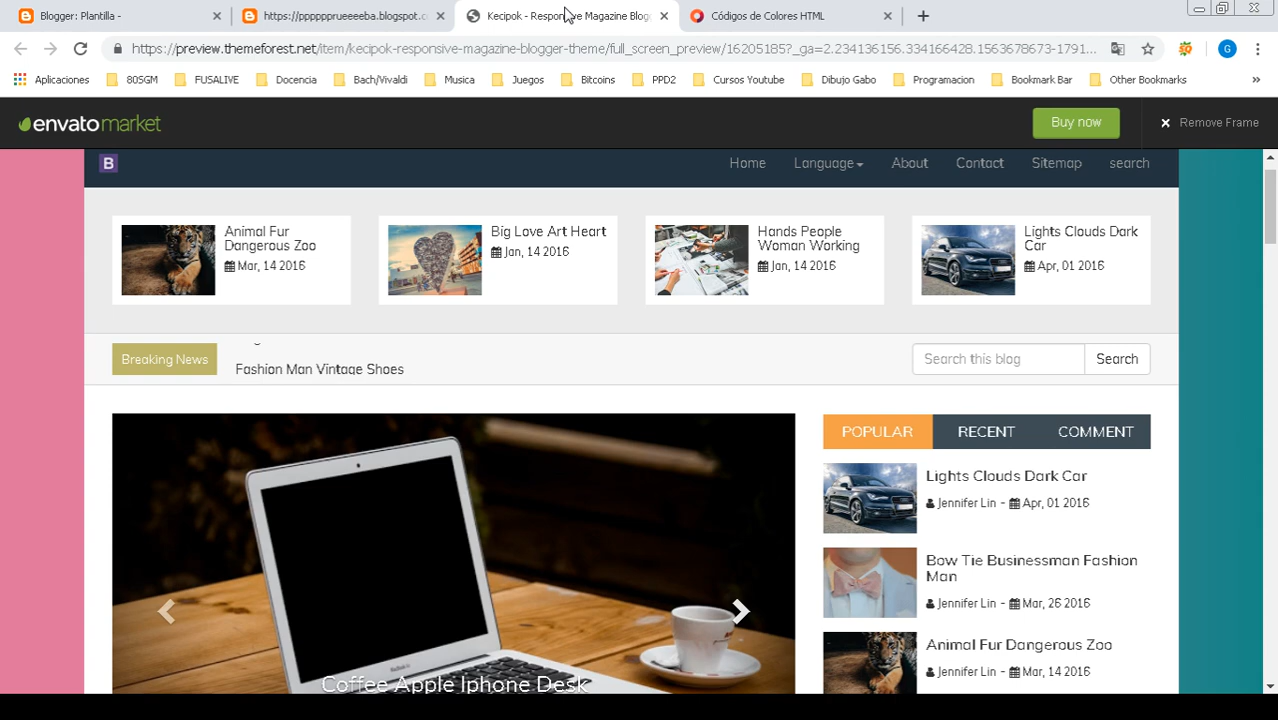 Blogger: Plantilla -
https://ppppppprueeeeba.blogspot.c
Kecipok - Responsive Magazine Blog
Códigos de Colores HTML
https://preview.themeforest.net/item/kecipok-responsive-magazine-blogger-theme/full_screen_preview/16205185?_ga=2.234136156.334166428.1563678673-1791...
Aplicaciones
80SGM
FUSALIVE
Docencia
Bach/Vivaldi
Musica
Juegos
Bitcoins
PPD2
Cursos Youtube
Dibujo Gabo
Programacion
Bookmark Bar
Other Bookmarks
»
envato market
Buy now
× Remove Frame
B
Home
Language
About
Contact
Sitemap
search
Animal Fur
Dangerous Zoo
Mar, 14 2016
Big Love Art Heart
Jan, 14 2016
Hands People
Woman Working
Jan, 14 2016
Lights Clouds Dark
Car
Apr, 01 2016
Breaking News
Fashion Man Vintage Shoes
Search this blog
Search
POPULAR
RECENT
COMMENT
Lights Clouds Dark Car
Jennifer Lin - Apr, 01 2016
Bow Tie Businessman Fashion
Man
Jennifer Lin - Mar, 26 2016
Animal Fur Dangerous Zoo
Jennifer Lin - Mar, 14 2016
Coffee Apple Iphone Desk